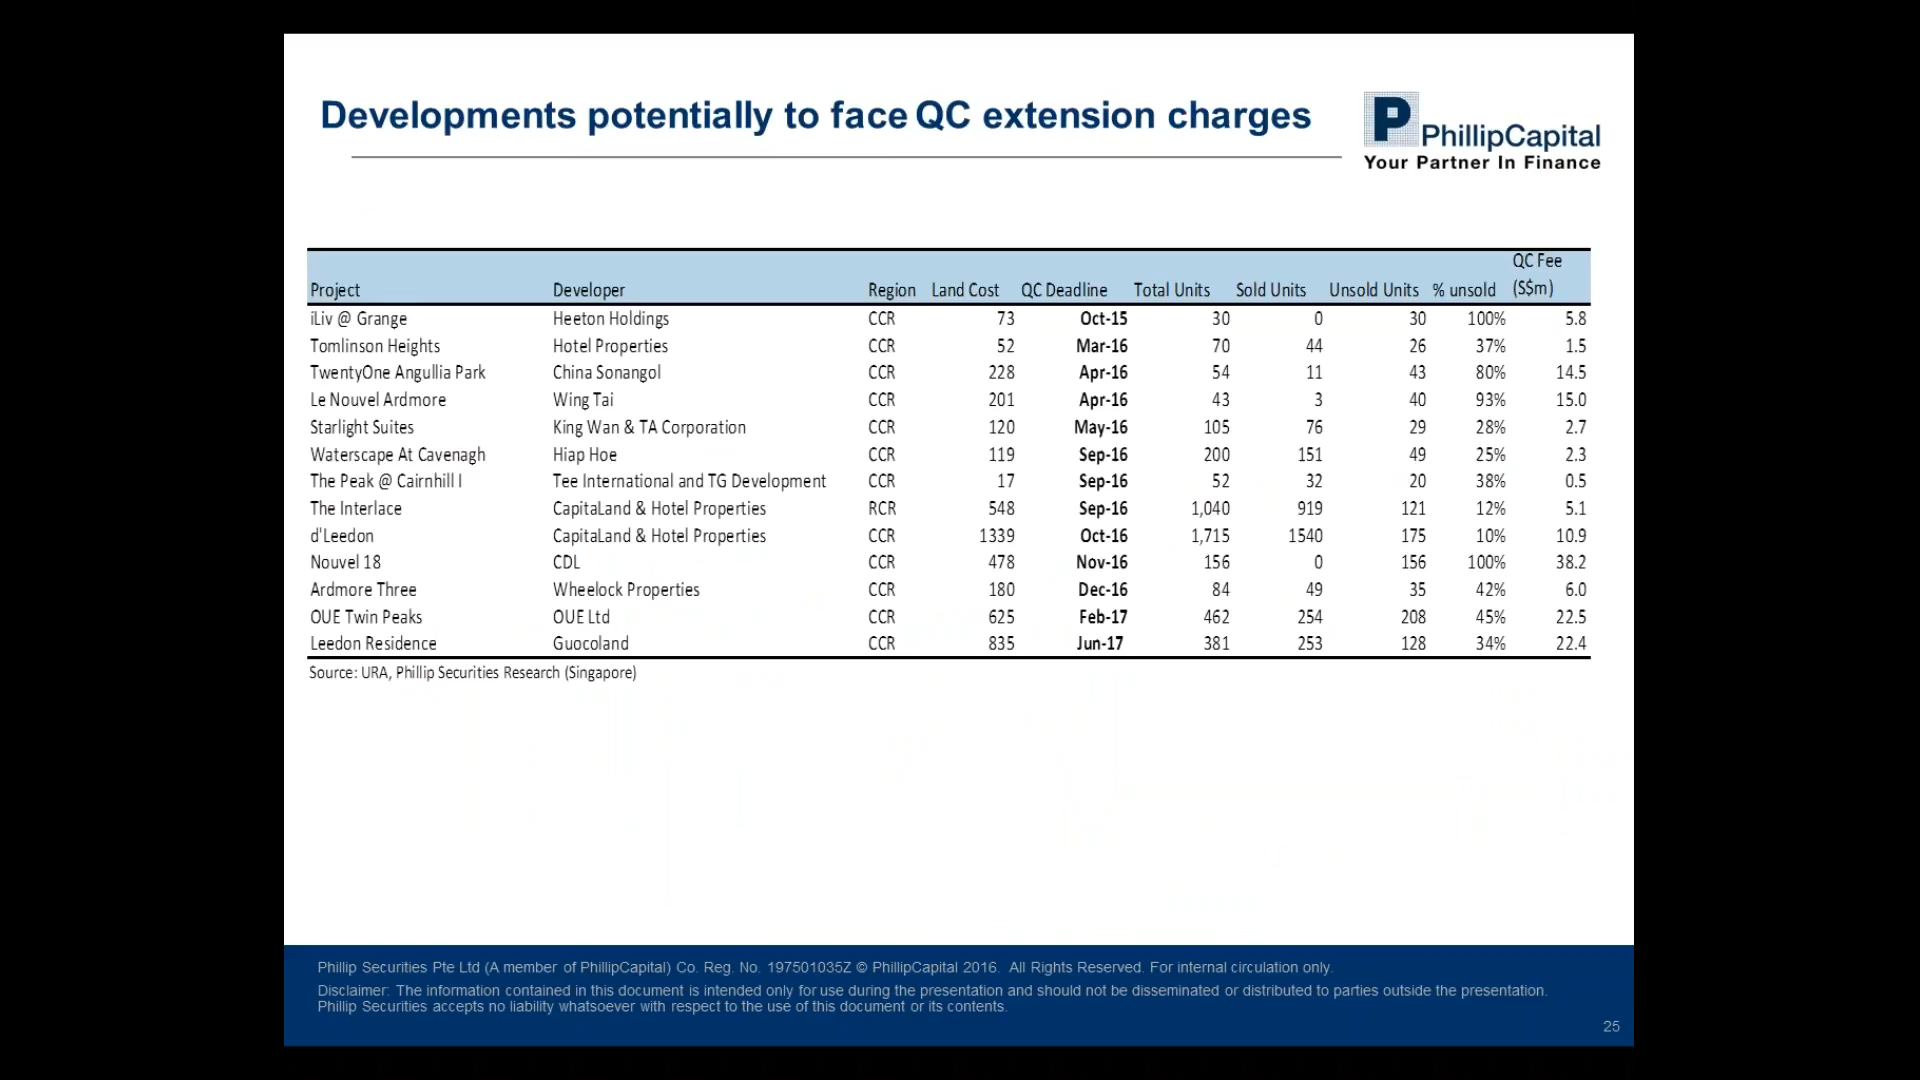 Developments potentially to face QC extension charges
P PhillipCapital
Your Partner In Finance
Project Developer Region Land Cost QC Deadline Total Units Sold Units Unsold Units % unsold QC Fee (S$m)
iLiv @ Grange Heeton Holdings CCR 73 Oct-15 30 0 30 100% 5.8
Tomlinson Heights Hotel Properties CCR 52 Mar-16 70 44 26 37% 1.5
TwentyOne Angullia Park China Sonangol CCR 228 Apr-16 54 11 43 80% 14.5
Le Nouvel Ardmore Wing Tai CCR 201 Apr-16 43 3 40 93% 15.0
Starlight Suites King Wan & TA Corporation CCR 120 May-16 105 76 29 28% 2.7
Waterscape At Cavenagh Hiap Hoe CCR 119 Sep-16 200 151 49 25% 2.3
The Peak @ Cairnhill I Tee International and TG Development CCR 17 Sep-16 52 32 20 38% 0.5
The Interlace CapitaLand & Hotel Properties RCR 548 Sep-16 1,040 919 121 12% 5.1
d'Leedon CapitaLand & Hotel Properties CCR 1339 Oct-16 1,715 1540 175 10% 10.9
Nouvel 18 CDL CCR 478 Nov-16 156 0 156 100% 38.2
Ardmore Three Wheelock Properties CCR 180 Dec-16 84 49 35 42% 6.0
OUE Twin Peaks OUE Ltd CCR 625 Feb-17 462 254 208 45% 22.5
Leedon Residence Guocoland CCR 835 Jun-17 381 253 128 34% 22.4
Source: URA, Phillip Securities Research (Singapore)
Phillip Securities Pte Ltd (A member of PhillipCapital) Co. Reg. No. 197501035Z © PhillipCapital 2016. All Rights Reserved. For internal circulation only.
Disclaimer: The information contained in this document is intended only for use during the presentation and should not be disseminated or distributed to parties outside the presentation.
Phillip Securities accepts no liability whatsoever with respect to the use of this document or its contents.
25